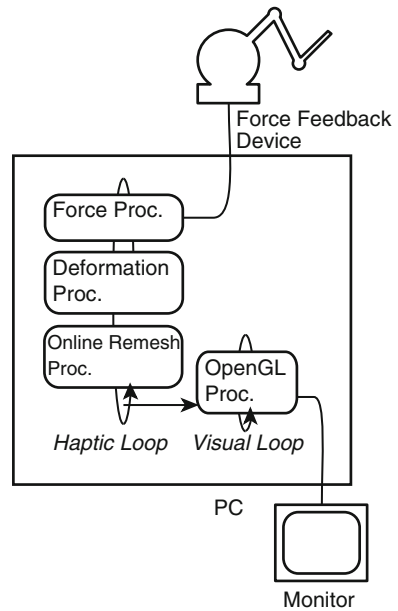 Force Feedback
Device
Force Proc.
Deformation
Proc.
Online Remesh
Proc.
OpenGL
Proc.
Haptic Loop
Visual Loop
PC
Monitor